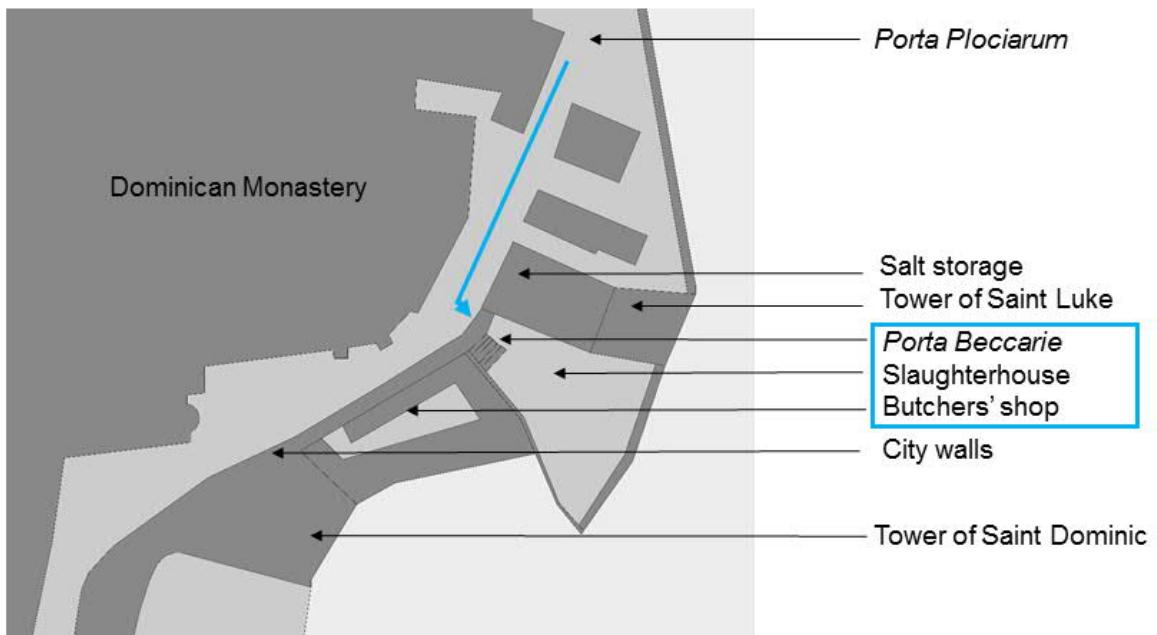 Porta Plociarum
Dominican Monastery
Salt storage
Tower of Saint Luke
Porta Beccarie
Slaughterhouse
Butchers’ shop
City walls
Tower of Saint Dominic